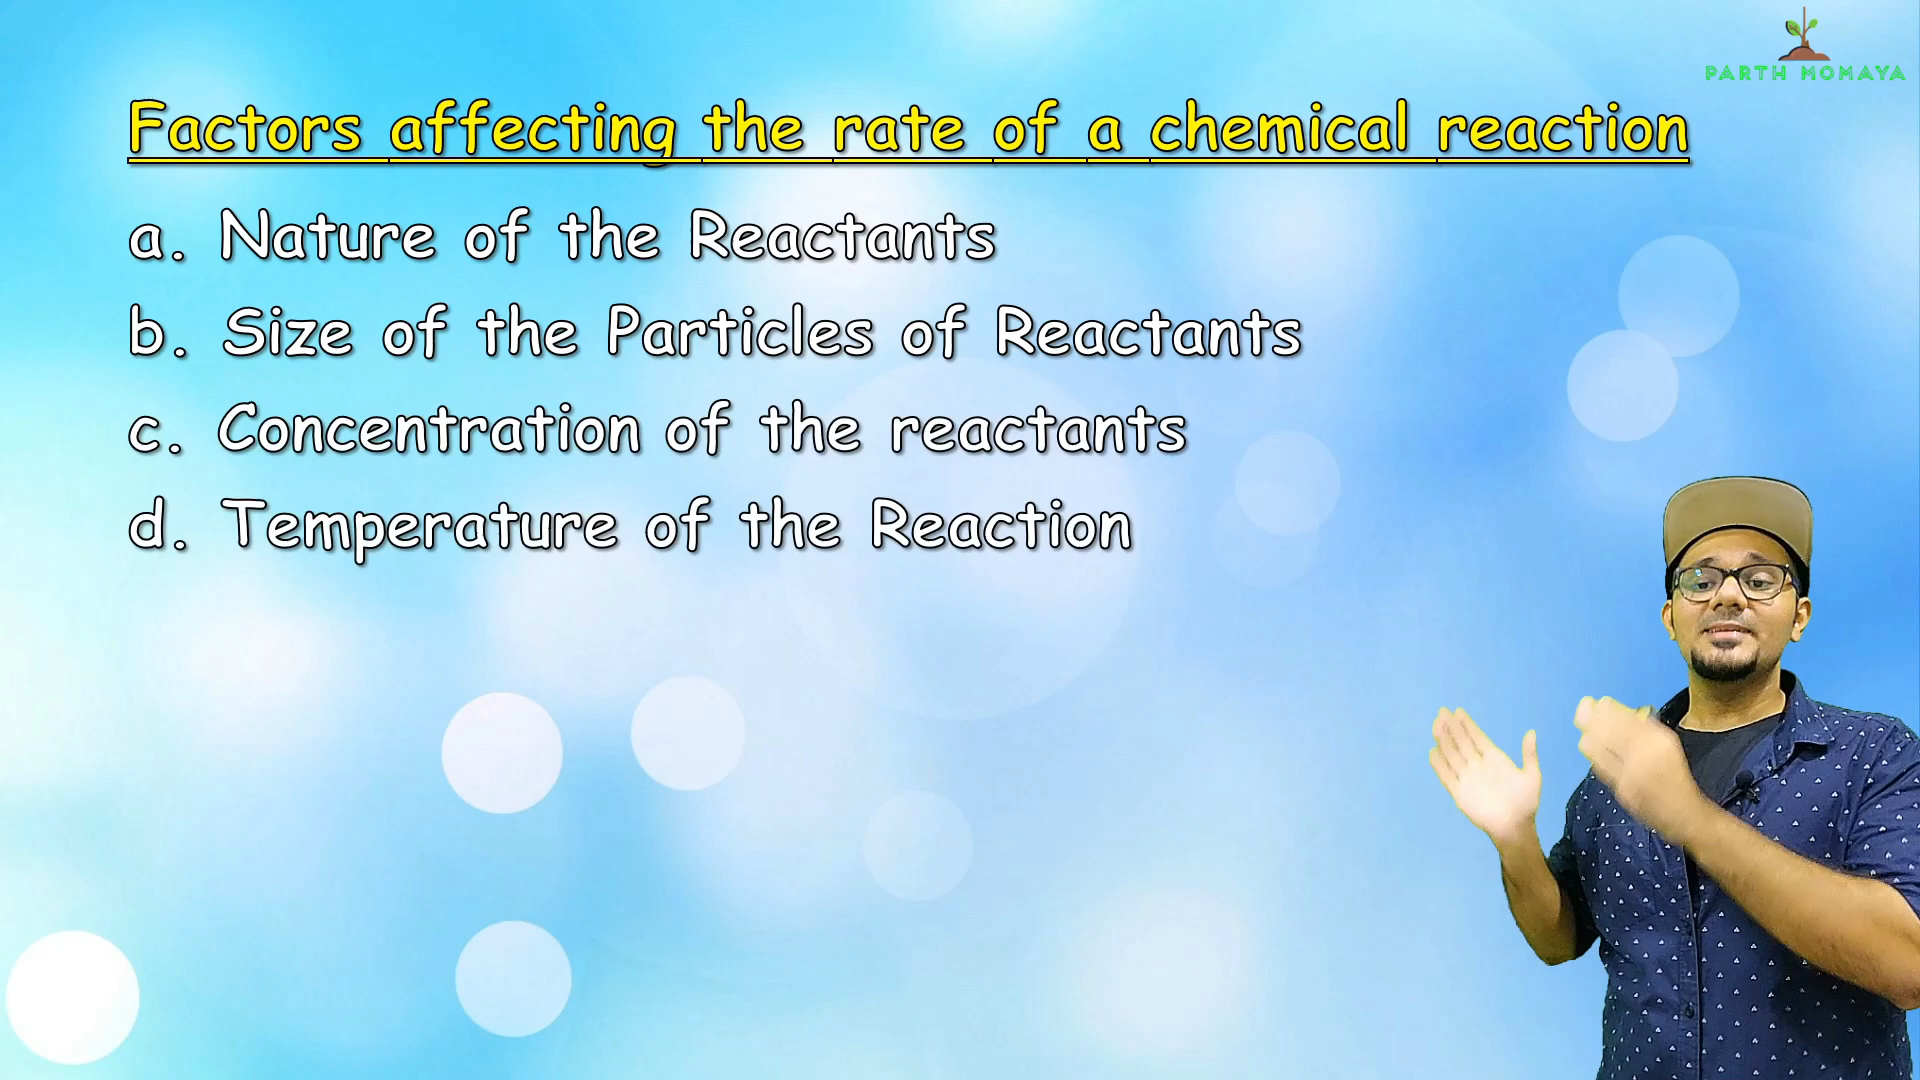 PARTH MOMAYA
Factors affecting the rate of a chemical reaction
a. Nature of the Reactants
b. Size of the Particles of Reactants
c. Concentration of the reactants
d. Temperature of the Reaction